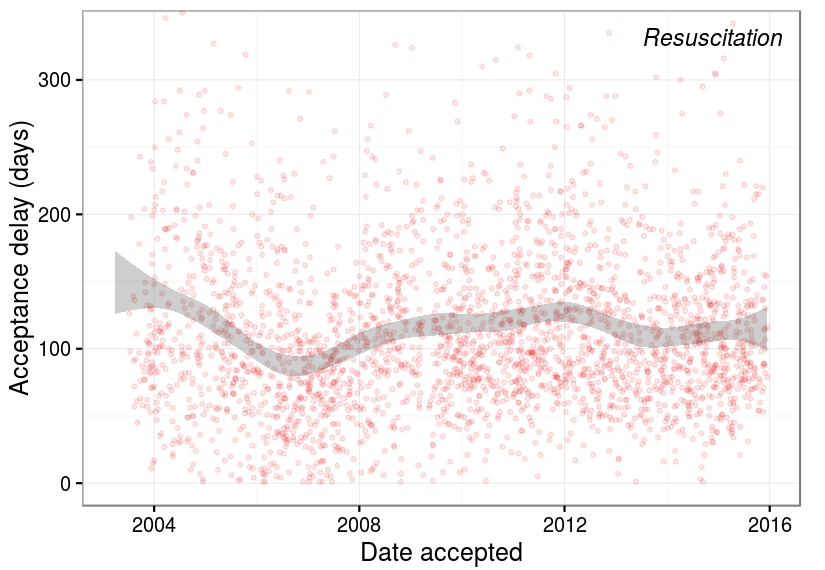 Resuscitation
Acceptance delay (days)
300
200
100
0
2004 2008 2012 2016
Date accepted